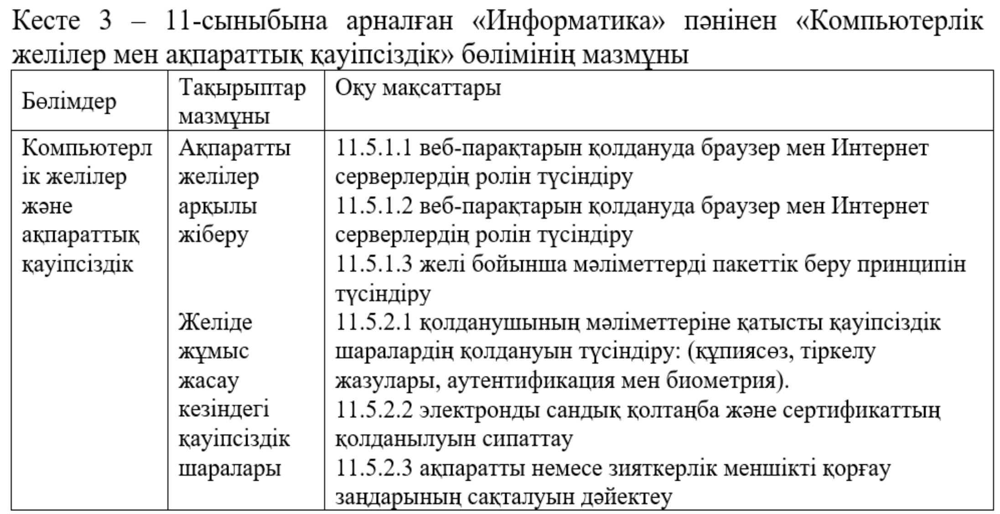 Кесте 3 – 11-сыныбына арналған «Информатика» пәнінен «Компьютерлік
желілер мен ақпараттық қауіпсіздік» бөлімінің мазмұны
Бөлімдер
Тақырыптар
мазмұны
Оқу мақсаттары
Компьютерл
ік желілер
және
ақпараттық
қауіпсіздік
Ақпаратты
желілер
арқылы
жіберу
Желіде
жұмыс
жасау
кезіндегі
қауіпсіздік
шаралары
11.5.1.1 веб-парақтарын қолдануда браузер мен Интернет
серверлердің ролін түсіндіру
11.5.1.2 веб-парақтарын қолдануда браузер мен Интернет
серверлердің ролін түсіндіру
11.5.1.3 желі бойынша мәліметтерді пакеттік беру принципін
түсіндіру
11.5.2.1 қолданушының мәліметтеріне қатысты қауіпсіздік
шаралардің қолдануын түсіндіру: (құпиясөз, тіркелу
жазулары, аутентификация мен биометрия).
11.5.2.2 электронды сандық қолтаңба және сертификаттың
қолданылуын сипаттау
11.5.2.3 ақпаратты немесе зияткерлік меншікті қорғау
заңдарының сақталуын дәйектеу